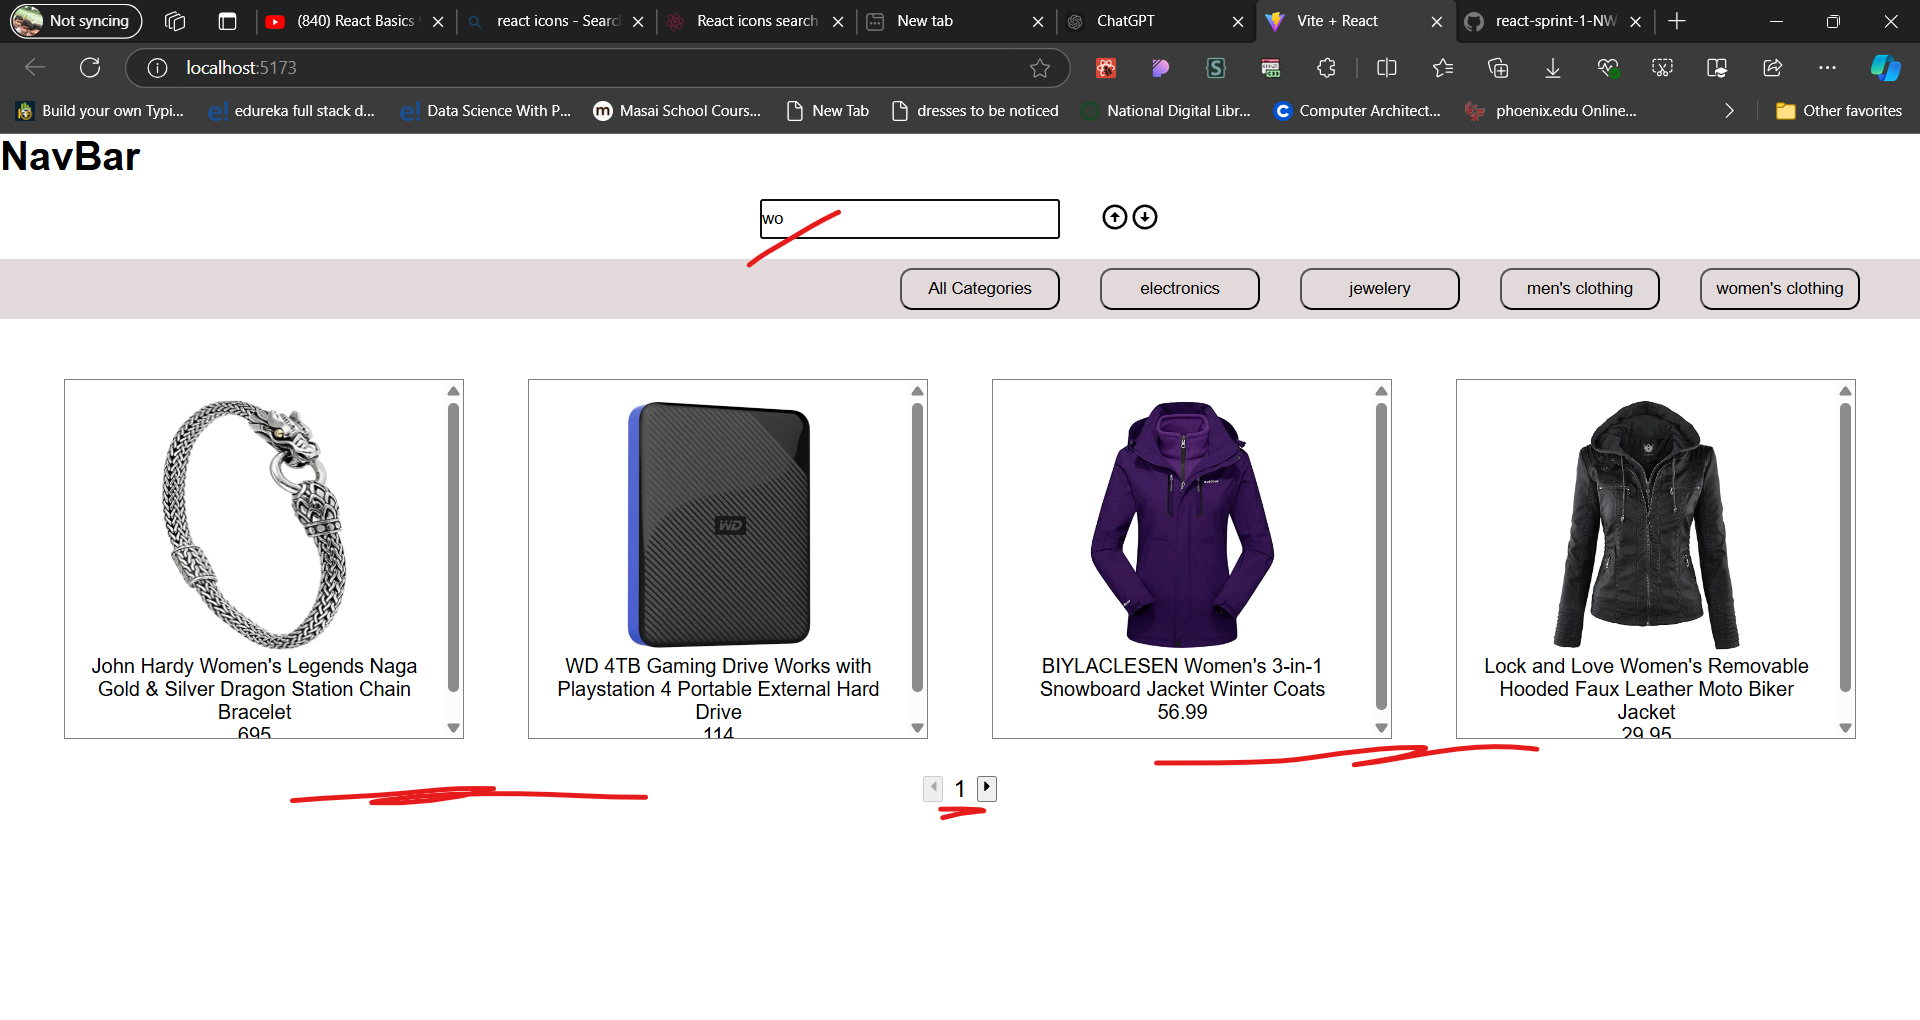 Not syncing
(840) React Basics
react icons - Searc
React icons search
New tab
ChatGPT
Vite + React
react-sprint-1-NW
localhost:5173
Build your own Typi...
edureka full stack d...
Data Science With P...
Masai School Cours...
New Tab
dresses to be noticed
National Digital Libr...
Computer Architect...
phoenix.edu Online...
Other favorites
NavBar
wo
All Categories
electronics
jewelery
men's clothing
women's clothing
WD
John Hardy Women's Legends Naga
Gold & Silver Dragon Station Chain
Bracelet
695
WD 4TB Gaming Drive Works with
Playstation 4 Portable External Hard
Drive
114
BIYLACLESEN Women's 3-in-1
Snowboard Jacket Winter Coats
56.99
Lock and Love Women's Removable
Hooded Faux Leather Moto Biker
Jacket
29.95
1